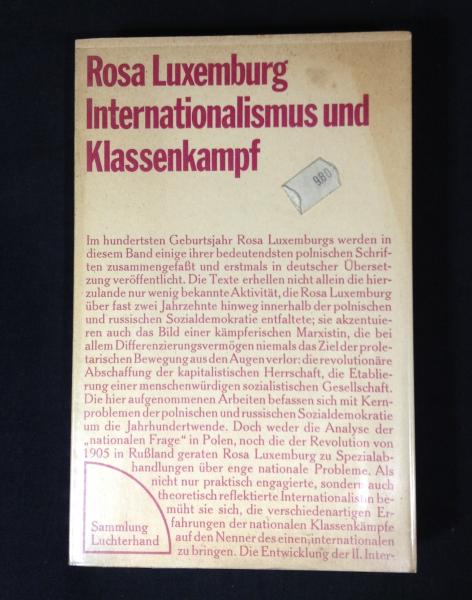 Rosa Luxemburg
Internationalismus und
Klassenkampf
9.80
Im hundertsten Geburtsjahr Rosa Luxemburgs werden in
diesem Band einige ihrer bedeutendsten polnischen Schrif-
ten zusammengefaßt und erstmals in deutscher Überset-
zung veröffentlicht. Die Texte erhellen nicht allein die hier-
zulande nur wenig bekannte Aktivität, die Rosa Luxemburg
über fast zwei Jahrzehnte hinweg innerhalb der polnischen
und russischen Sozialdemokratie entfaltete; sie akzentuie-
ren auch das Bild einer kämpferischen Marxistin, die bei
allem Differenzierungsvermögen niemals das Ziel der prole-
tarischen Bewegung aus den Augen verlor: die revolutionäre
Abschaffung der kapitalistischen Herrschaft, die Etablie-
rung einer menschenwürdigen sozialistischen Gesellschaft.
Die hier aufgenommenen Arbeiten befassen sich mit Kern-
problemen der polnischen und russischen Sozialdemokratie
um die Jahrhundertwende. Doch weder die Analyse der
„nationalen Frage" in Polen, noch die der Revolution von
1905 in Rußland geraten Rosa Luxemburg zu Spezialab-
handlungen über enge nationale Probleme. Als
nicht nur praktisch engagierte, sondern auch
theoretisch reflektierte Internationalistin be-
müht sie sich, die verschiedenartigen Er-
fahrungen der nationalen Klassenkämpfe
auf den Nenner des einen, internationalen
zu bringen. Die Entwicklung der II. Inter-
Sammlung
Luchterhand